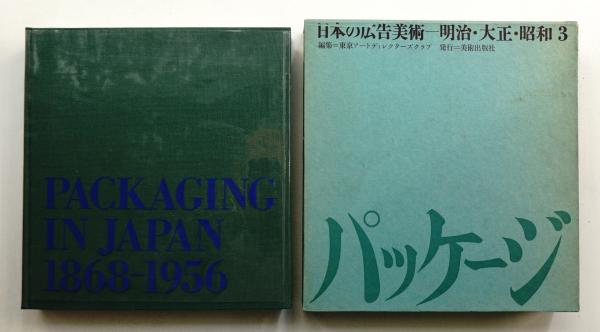 PACKAGING
IN JAPAN
1868-1956
日本の広告美術—明治・大正・昭和 3
編集=東京アートディレクターズクラブ 発行=美術出版社
パッケージ